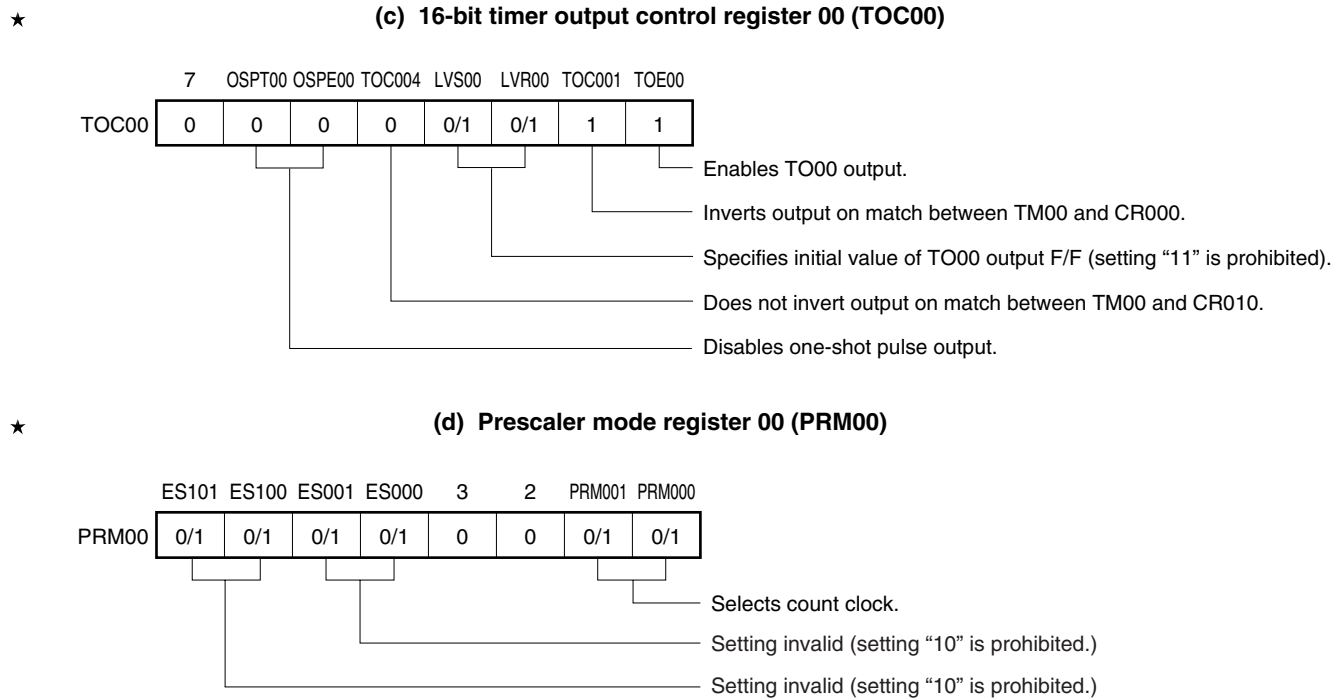 ★ (c) 16-bit timer output control register 00 (TOC00)
7 OSPT00 OSPE00 TOC004 LVS00 LVR00 TOC001 TOE00
TOC00 0 0 0 0 0/1 0/1 1 1
Enables TO00 output.
Inverts output on match between TM00 and CR000.
Specifies initial value of TO00 output F/F (setting “11” is prohibited).
Does not invert output on match between TM00 and CR010.
Disables one-shot pulse output.
★ (d) Prescaler mode register 00 (PRM00)
ES101 ES100 ES001 ES000 3 2 PRM001 PRM000
PRM00 0/1 0/1 0/1 0/1 0 0 0/1 0/1
Selects count clock.
Setting invalid (setting “10” is prohibited.)
Setting invalid (setting “10” is prohibited.)